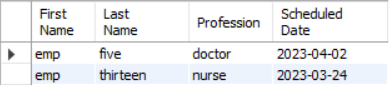 First Name Last Name Profession Scheduled Date
emp five doctor 2023-04-02
emp thirteen nurse 2023-03-24